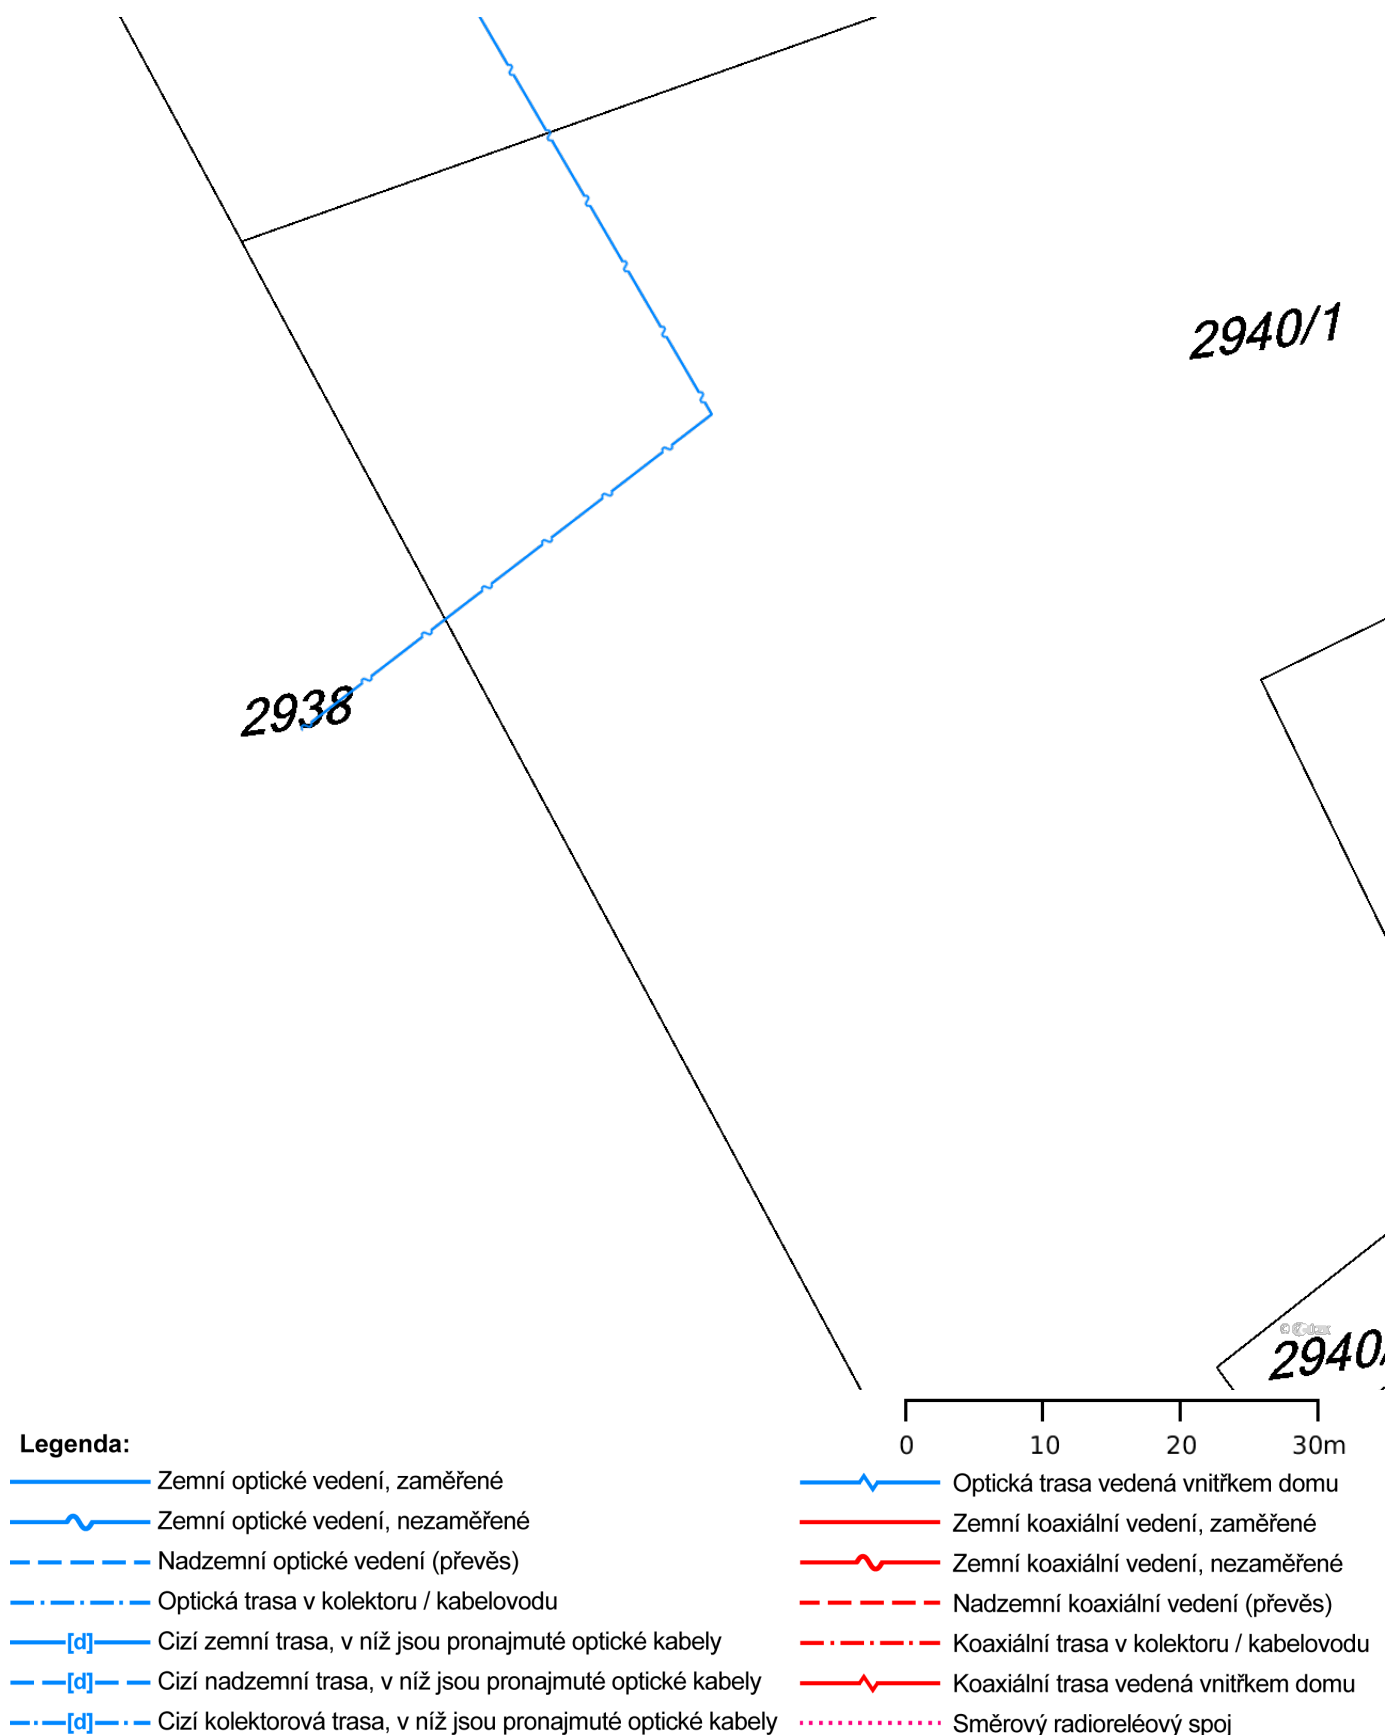 2940/1
2938
2940/
0 10 20 30m
Legenda:
Zemní optické vedení, zaměřené
Zemní optické vedení, nezaměřené
Nadzemní optické vedení (převěs)
Optická trasa v kolektoru / kabelovodu
[d] Cizí zemní trasa, v níž jsou pronajmuté optické kabely
[d] Cizí nadzemní trasa, v níž jsou pronajmuté optické kabely
[d] Cizí kolektorová trasa, v níž jsou pronajmuté optické kabely
Optická trasa vedená vnitřkem domu
Zemní koaxiální vedení, zaměřené
Zemní koaxiální vedení, nezaměřené
Nadzemní koaxiální vedení (převěs)
Koaxiální trasa v kolektoru / kabelovodu
Koaxiální trasa vedená vnitřkem domu
Směrový radioreléový spoj